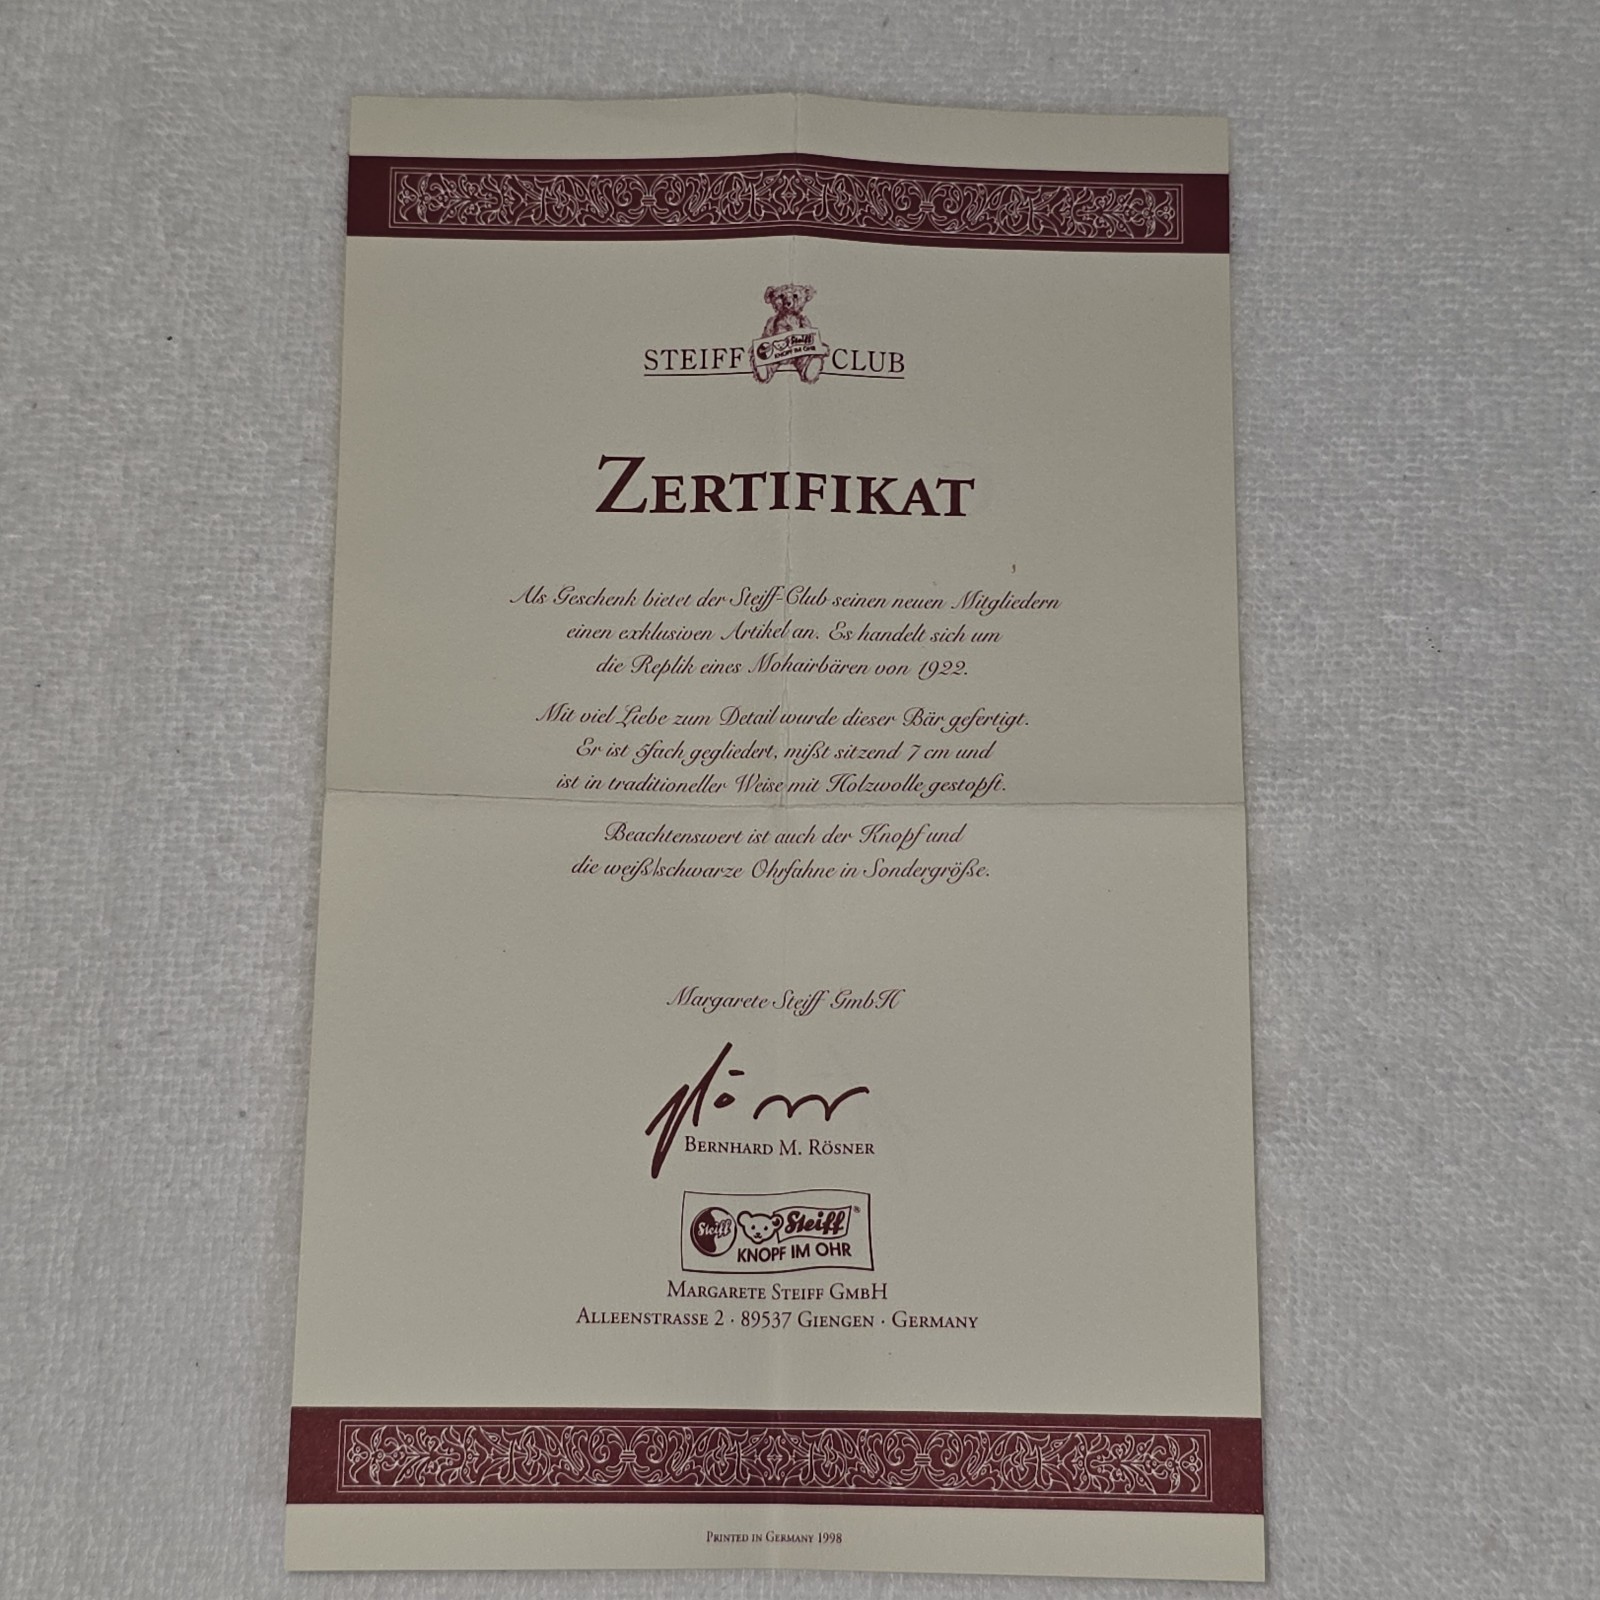 STEIFF Steiff KNOPF IM OHR CLUB
ZERTIFIKAT
Als Geschenk bietet der Steiff-Club seinen neuen Mitgliedern
einen exklusiven Artikel an. Es handelt sich um
die Replik eines Mohairbären von 1922.
Mit viel Liebe zum Detail wurde dieser Bär gefertigt.
Er ist 5fach gegliedert, mißt sitzend 7 cm und
ist in traditioneller Weise mit Holzwolle gestopft.
Beachtenswert ist auch der Knopf und
die weiß/schwarze Ohrfahne in Sondergröße.
Margarete Steiff GmbH
BERNHARD M. RÖSNER
Steiff Steiff®
KNOPF IM OHR
MARGARETE STEIFF GMBH
ALLEENSTRASSE 2 · 89537 GIENGEN · GERMANY
PRINTED IN GERMANY 1998